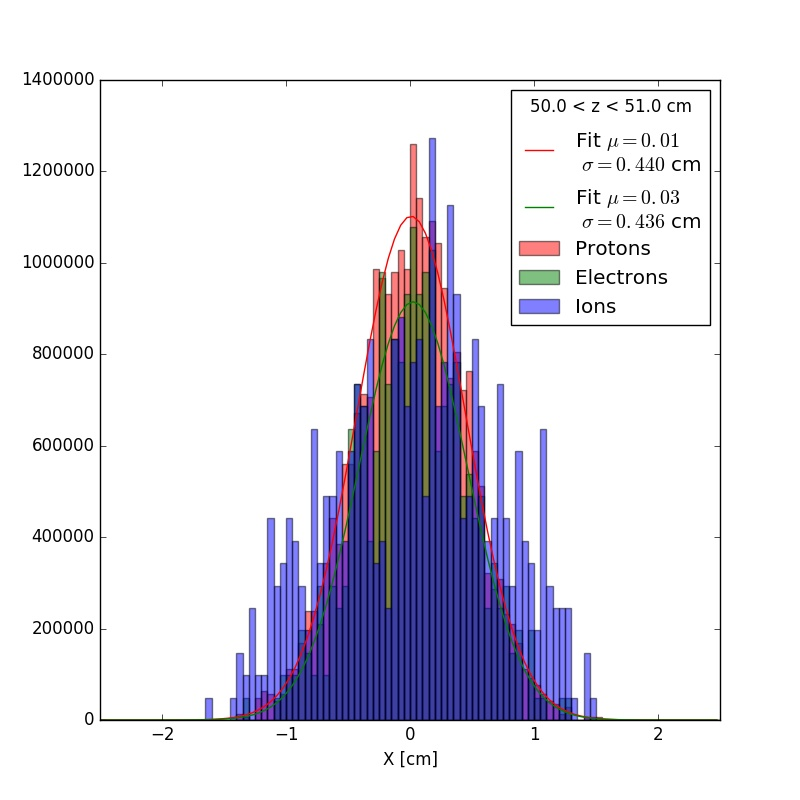 1400000
1200000
1000000
800000
600000
400000
200000
0
−2
−1
0
1
2
X [cm]
50.0 < z < 51.0 cm
Fit μ = 0.01
σ = 0.440 cm
Fit μ = 0.03
σ = 0.436 cm
Protons
Electrons
Ions